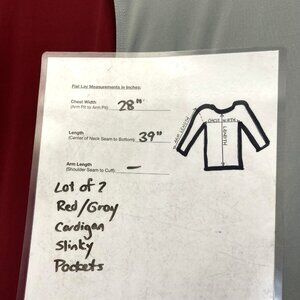 Flat Lay Measurements in Inches:
Chest Width 28"
(Arm Pit to Arm Pit)
Length 39"
(Center of Neck Seam to Bottom)
Arm Length –
(Shoulder Seam to Cuff)
ARM LENGTH
CHEST WIDTH
LENGTH
Lot of 2
Red/Gray
Cardigan
Slinky
Pockets